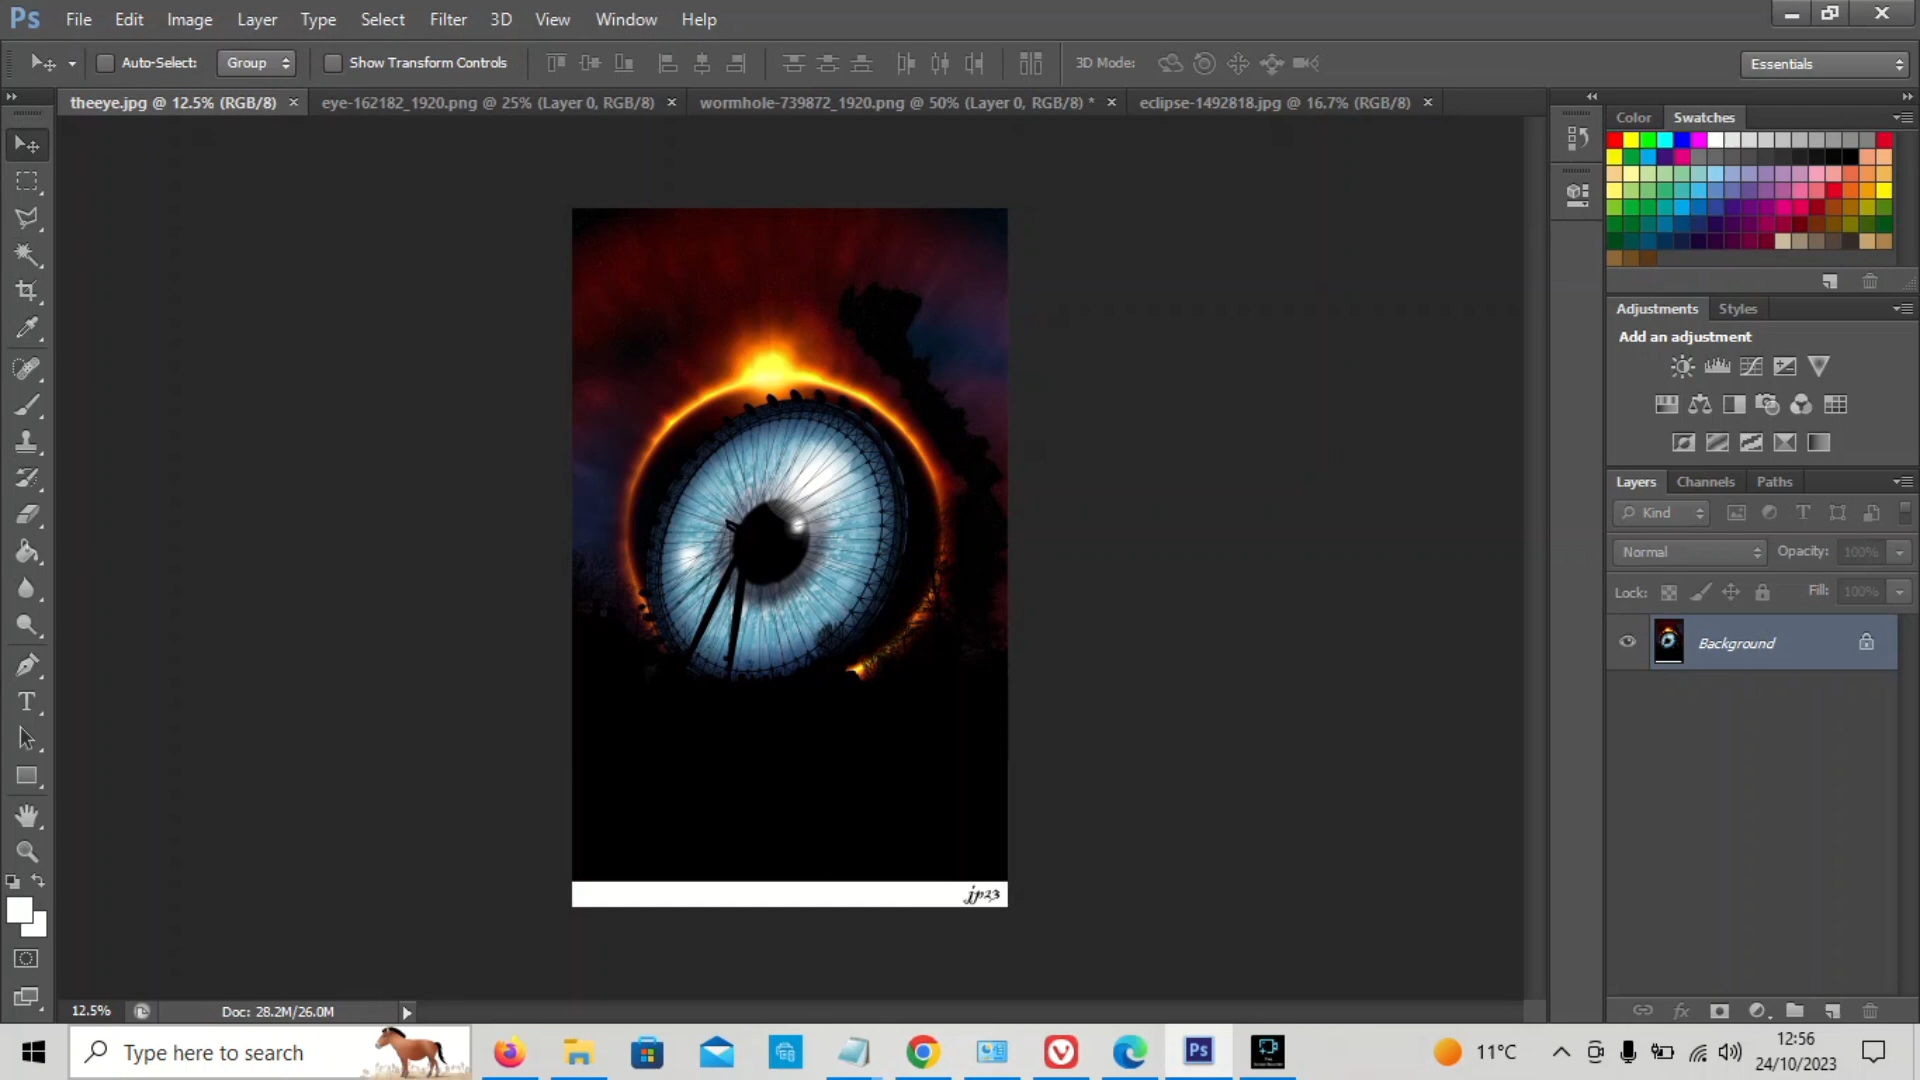 Ps File Edit Image Layer Type Select Filter 3D View Window Help
Auto-Select: Group Show Transform Controls 3D Mode: Essentials
theeye.jpg @ 12.5% (RGB/8) × eye-162182_1920.png @ 25% (Layer 0, RGB/8) × wormhole-739872_1920.png @ 50% (Layer 0, RGB/8) * × eclipse-1492818.jpg @ 16.7% (RGB/8) ×
Color Swatches
Adjustments Styles
Add an adjustment
Layers Channels Paths
Kind
Normal Opacity: 100%
Lock: Fill: 100%
Background
jp23
12.5% Doc: 28.2M/26.0M
Type here to search
Ps
11°C
12:56
24/10/2023